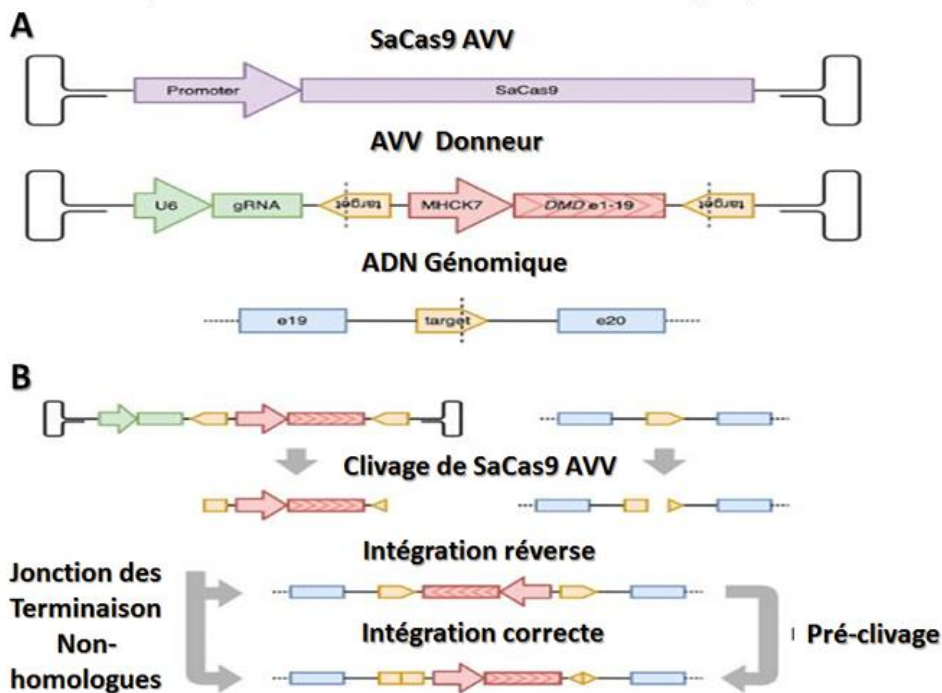 A
SaCas9 AVV
Promoter
SaCas9
AVV Donneur
U6
gRNA
target
MHCK7
DMD e1-19
target
ADN Génomique
e19
target
e20
B
Clivage de SaCas9 AVV
Intégration réverse
Jonction des
Terminaison
Non-
homologues
Intégration correcte
Pré-clivage